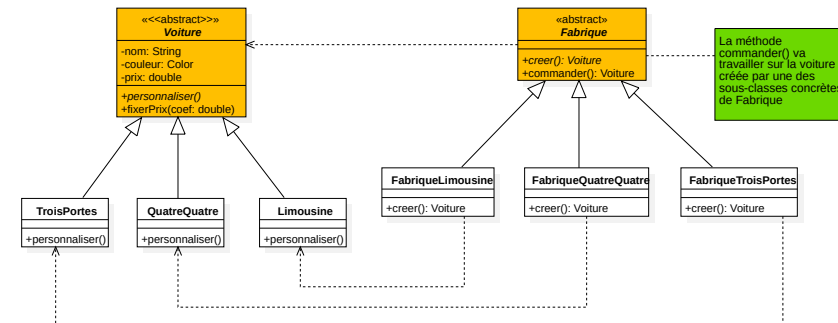 «<<abstract>>»
Voiture
-nom: String
-couleur: Color
-prix: double
+personnaliser()
+fixerPrix(coef: double)
«abstract»
Fabrique
+creer(): Voiture
+commander(): Voiture
La méthode
commander() va
travailler sur la voiture
créée par une des
sous-classes concrètes
de Fabrique
TroisPortes
+personnaliser()
QuatreQuatre
+personnaliser()
Limousine
+personnaliser()
FabriqueLimousine
+creer(): Voiture
FabriqueQuatreQuatre
+creer(): Voiture
FabriqueTroisPortes
+creer(): Voiture